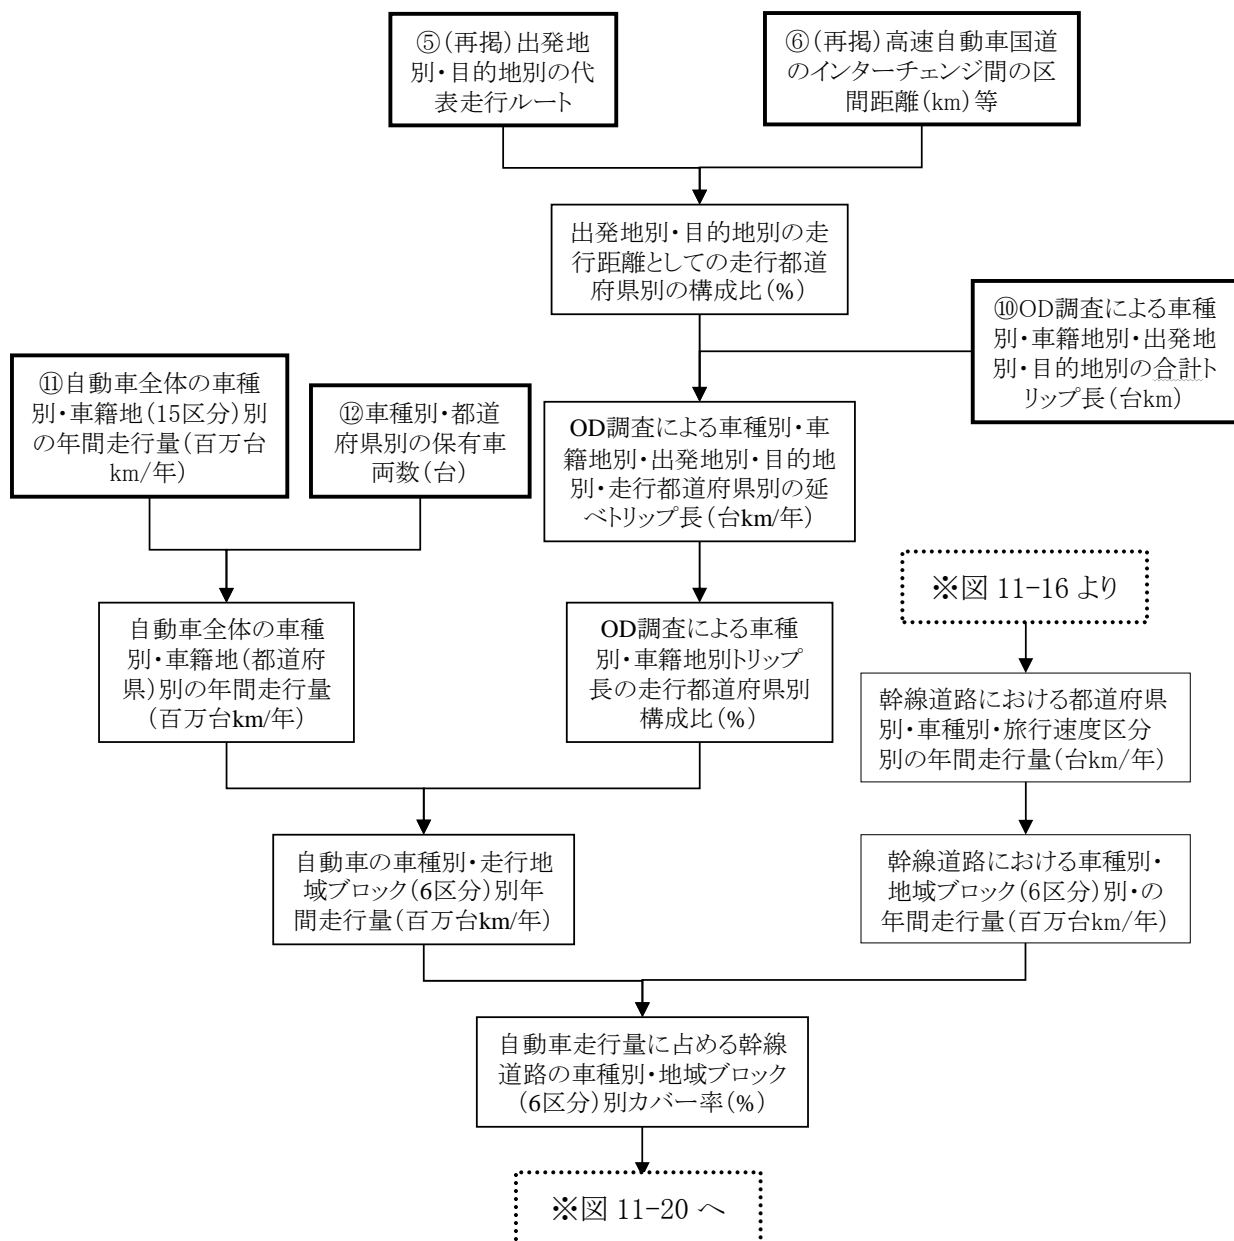 ⑤(再掲)出発地
別・目的地別の代
表走行ルート
⑥(再掲)高速自動車国道
のインターチェンジ間の区
間距離(km)等
出発地別・目的地別の走
行距離としての走行都道
府県別の構成比(%)
⑩OD調査による車種
別・車籍地別・出発地
別・目的地別の合計ト
リップ長(台km)
⑪自動車全体の車種
別・車籍地(15区分)別
の年間走行量(百万台
km/年)
⑫車種別・都道
府県別の保有車
両数(台)
OD調査による車種別・車
籍地別・出発地別・目的地
別・走行都道府県別の延
べトリップ長(台km/年)
※図 11-16 より
自動車全体の車種
別・車籍地(都道府
県)別の年間走行量
(百万台km/年)
OD調査による車種
別・車籍地別トリップ
長の走行都道府県別
構成比(%)
幹線道路における都道府県
別・車種別・旅行速度区分
別の年間走行量(台km/年)
自動車の車種別・走行地
域ブロック(6区分)別年
間走行量(百万台km/年)
幹線道路における車種別・
地域ブロック(6区分)別・の
年間走行量(百万台km/年)
自動車走行量に占める幹線
道路の車種別・地域ブロック
(6区分)別カバー率(%)
※図 11-20 へ